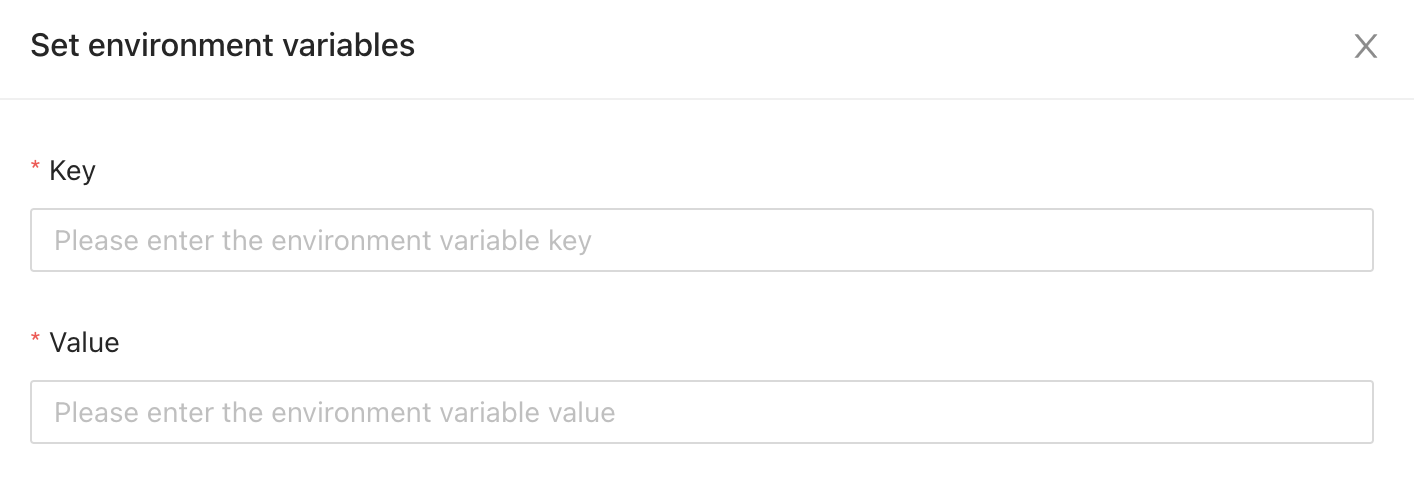 Set environment variables
* Key
Please enter the environment variable key
* Value
Please enter the environment variable value